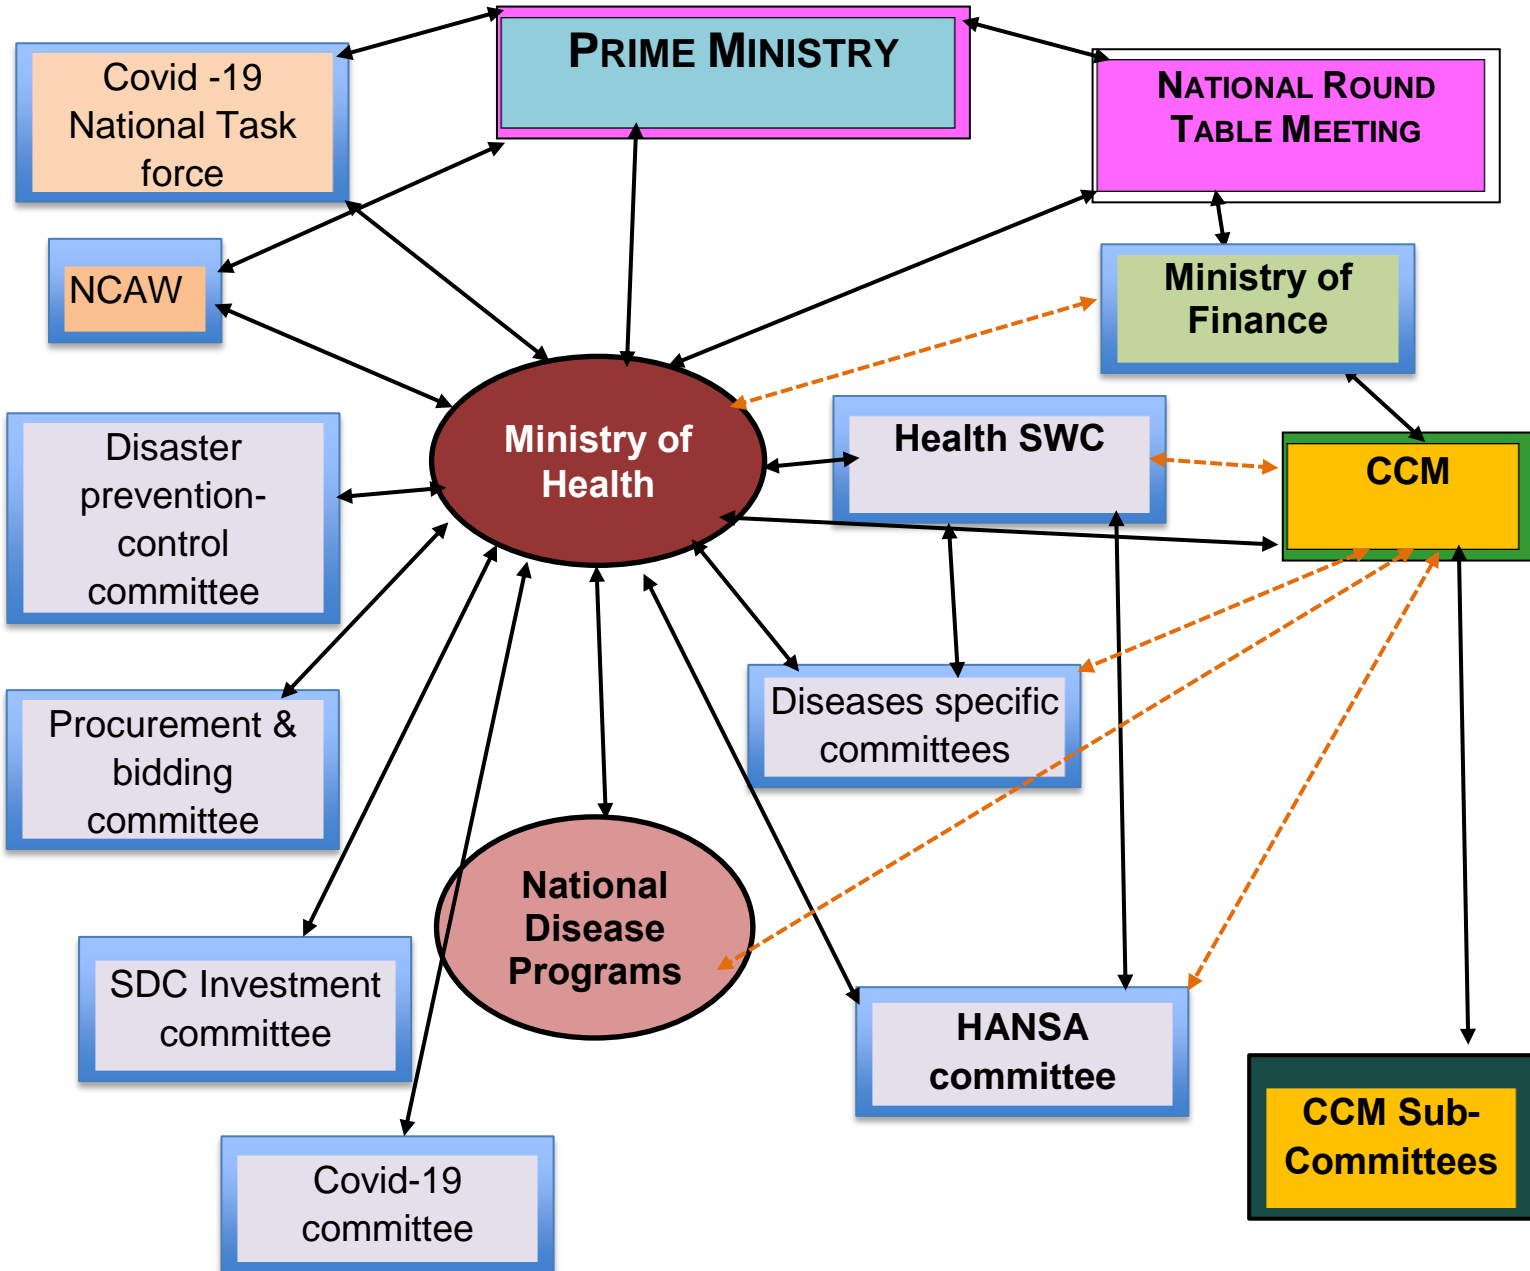 PRIME MINISTRY
Covid -19
National Task
force
NATIONAL ROUND
TABLE MEETING
NCAW
Ministry of
Finance
Ministry of
Health
Health SWC
CCM
Disaster
prevention-
control
committee
Diseases specific
committees
Procurement &
bidding
committee
National
Disease
Programs
SDC Investment
committee
HANSA
committee
CCM Sub-
Committees
Covid-19
committee